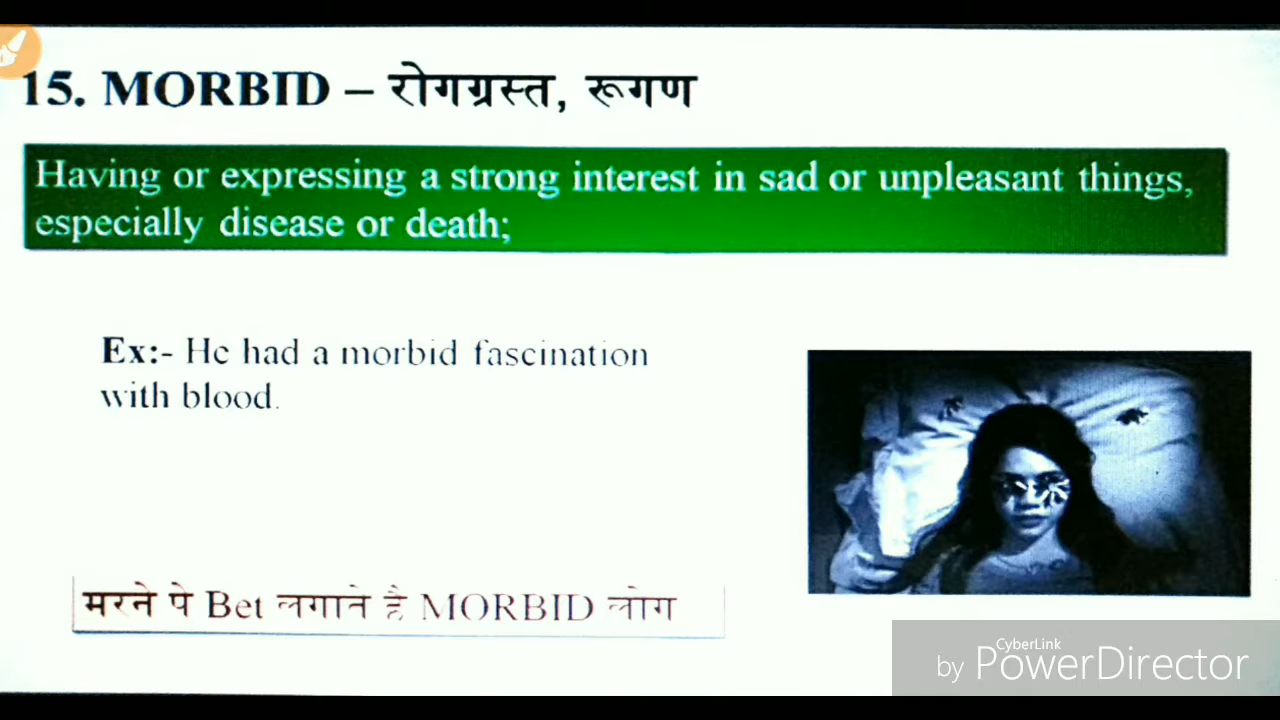 15. MORBID – रोगग्रस्त, रूगण
Having or expressing a strong interest in sad or unpleasant things,
especially disease or death;
Ex:- He had a morbid fascination
with blood.
मरने पे Bet लगाते है MORBID लोग
CyberLink
by PowerDirector